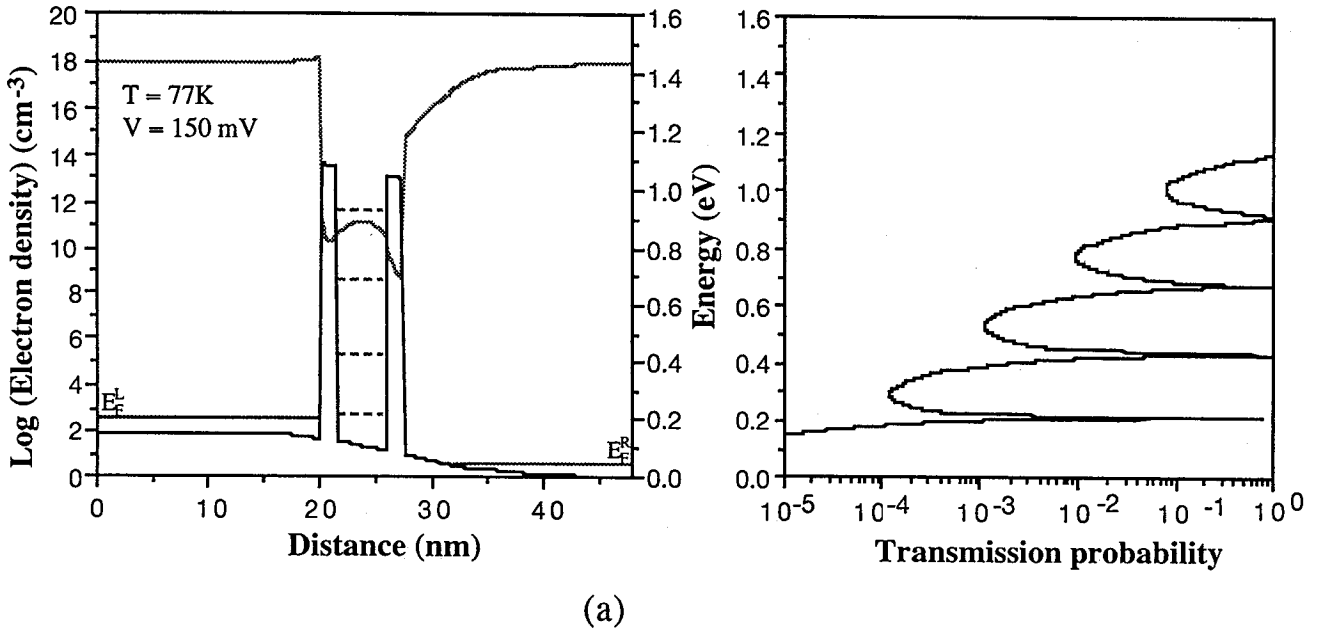 20
18
16
14
12
10
8
6
4
2
0
Log (Electron density) (cm-3)
T = 77K
V = 150 mV
E_F^L
E_F^R
0 10 20 30 40
Distance (nm)
1.6
1.4
1.2
1.0
0.8
0.6
0.4
0.2
0.0
Energy (eV)
1.6
1.4
1.2
1.0
0.8
0.6
0.4
0.2
0.0
10-5 10-4 10-3 10-2 10-1 100
Transmission probability
(a)